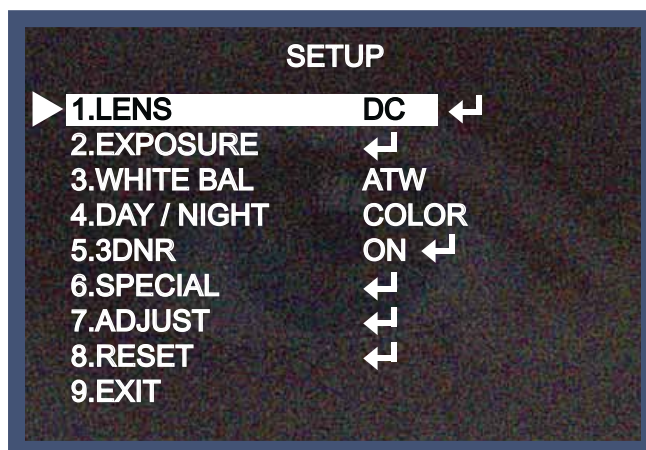 SETUP
1.LENS DC ↵
2.EXPOSURE ↵
3.WHITE BAL ATW
4.DAY / NIGHT COLOR
5.3DNR ON ↵
6.SPECIAL ↵
7.ADJUST ↵
8.RESET ↵
9.EXIT